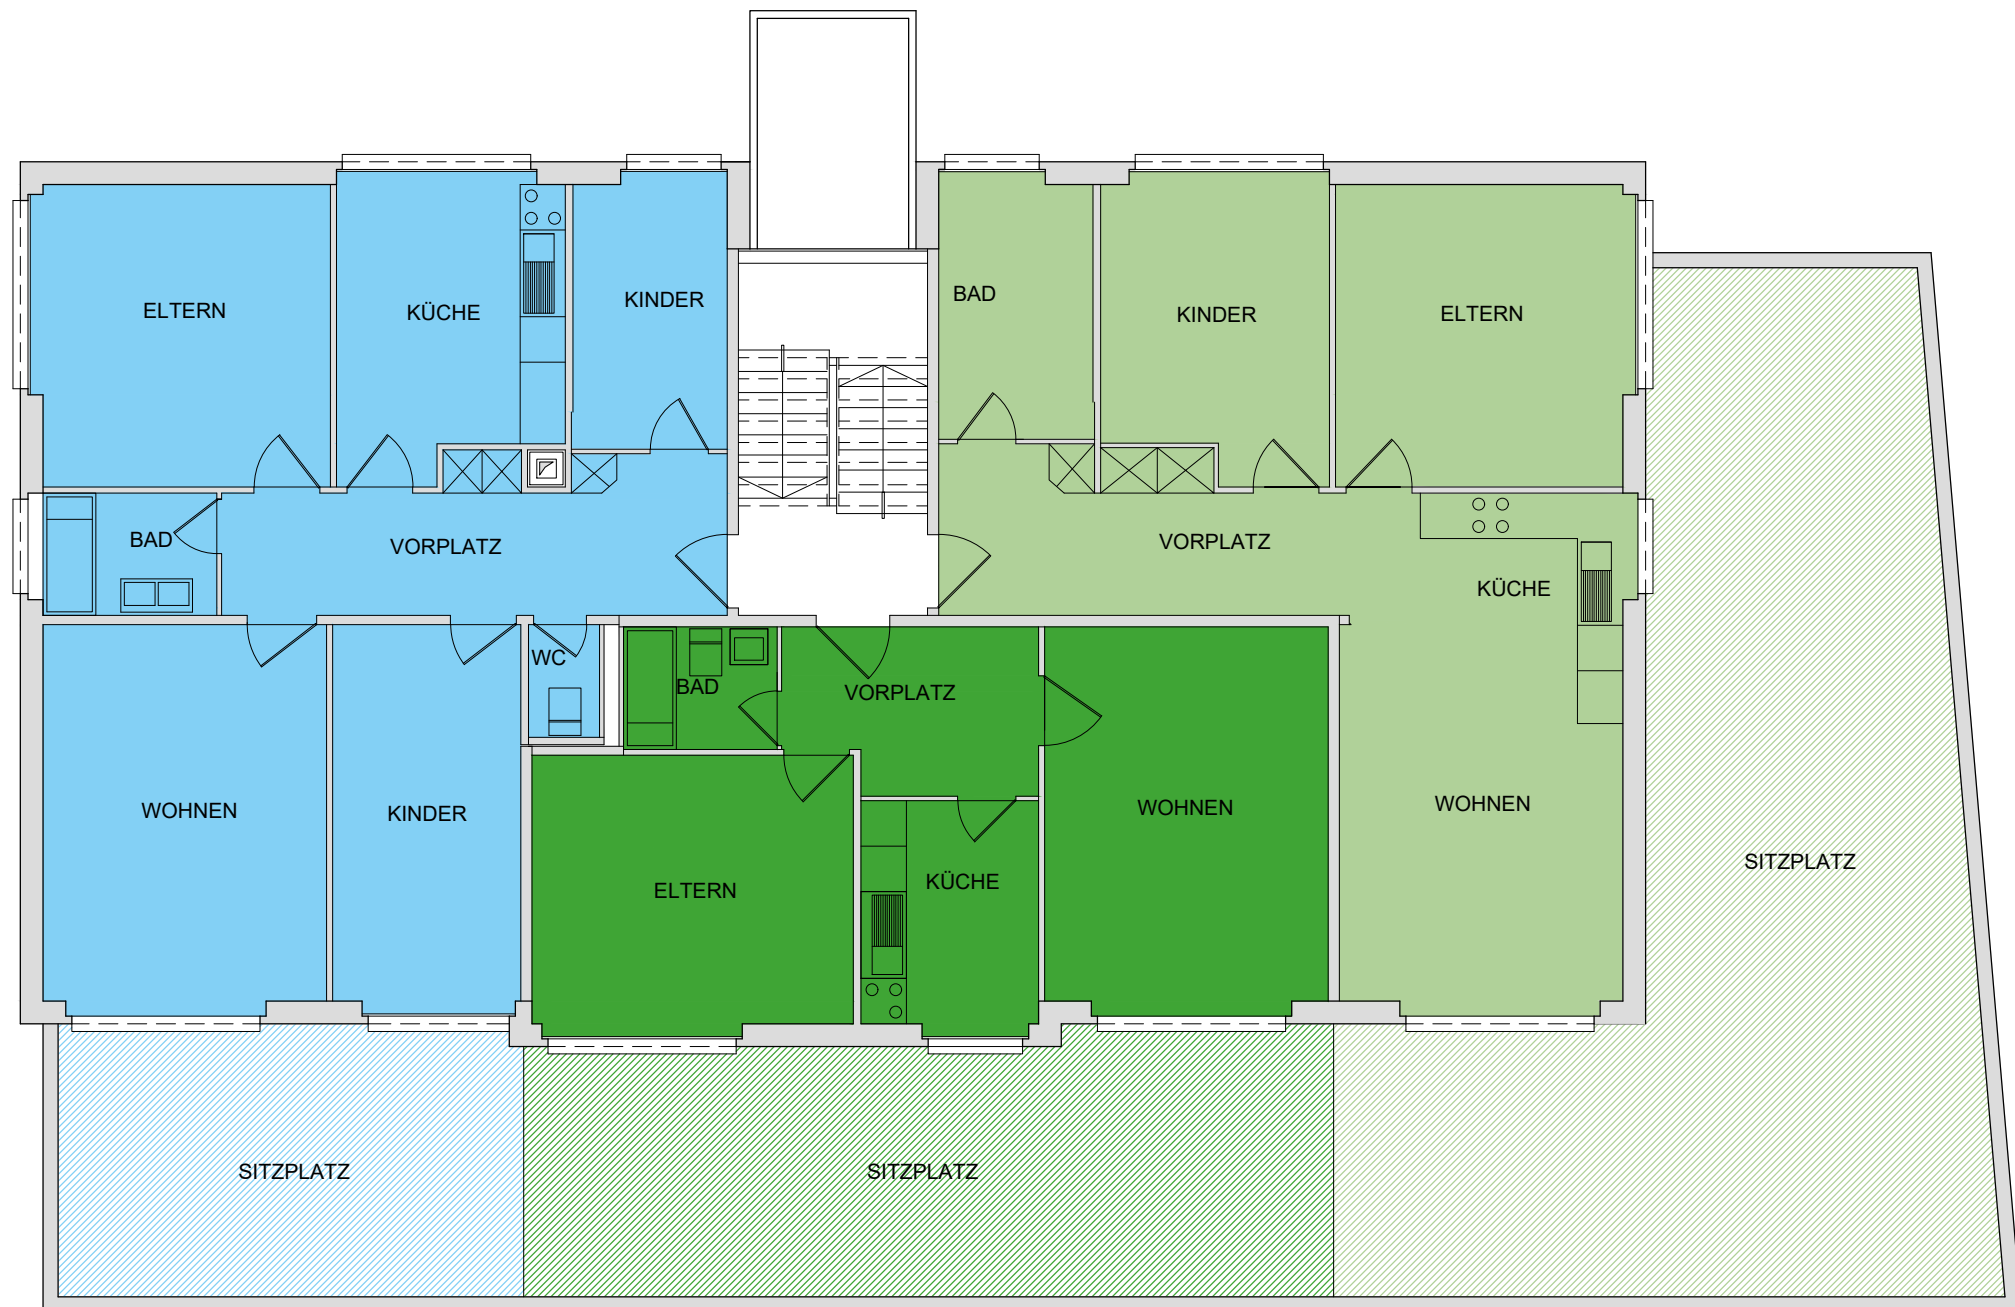 ELTERN
KÜCHE
KINDER
BAD
KINDER
ELTERN
BAD
VORPLATZ
VORPLATZ
KÜCHE
WC
BAD
VORPLATZ
WOHNEN
KINDER
ELTERN
KÜCHE
WOHNEN
WOHNEN
SITZPLATZ
SITZPLATZ
SITZPLATZ